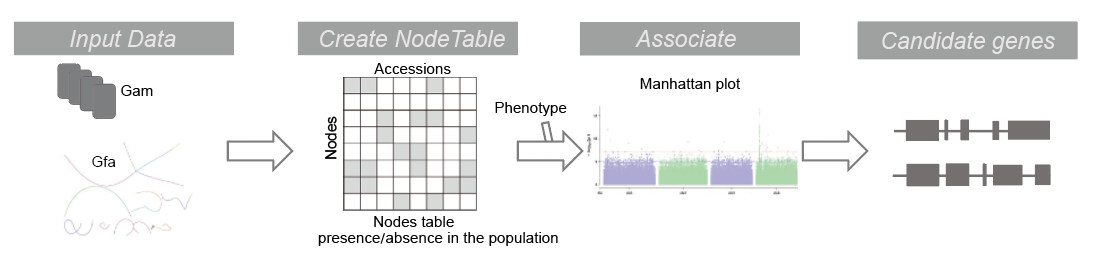 Input Data
Create NodeTable
Associate
Candidate genes
Gam
Gfa
Accessions
Nodes
Nodes table
presence/absence in the population
Phenotype
Manhattan plot